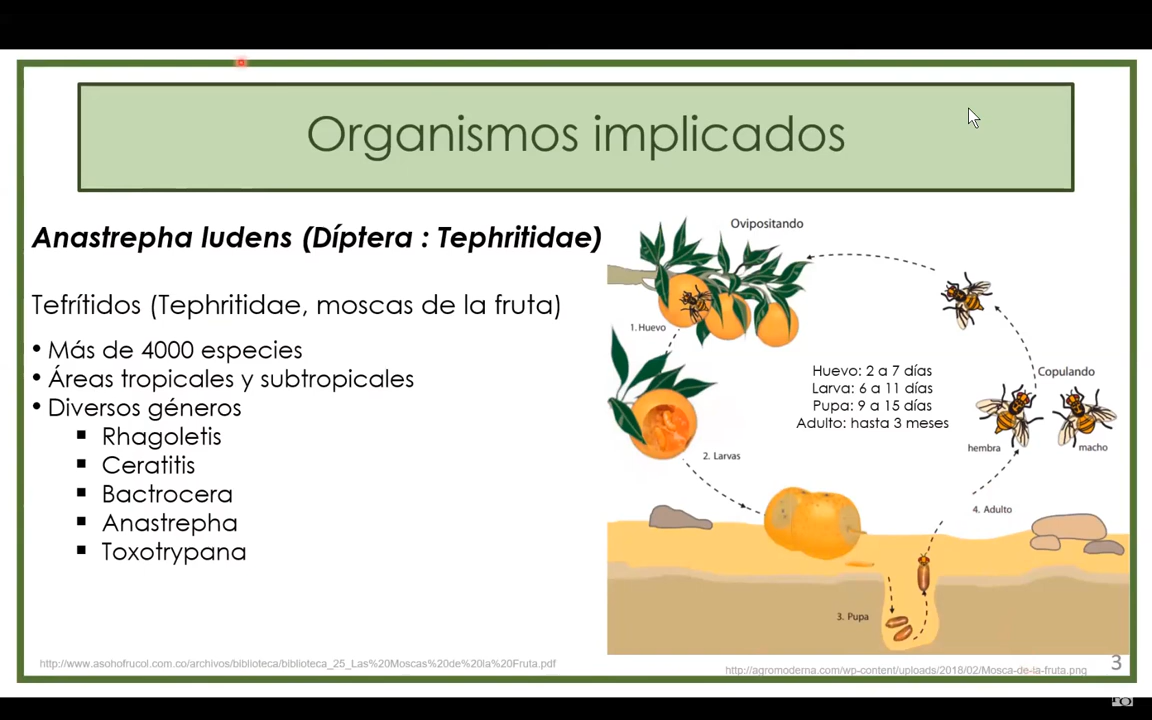 Organismos implicados
Anastrepha ludens (Díptera : Tephritidae)
Tefrítidos (Tephritidae, moscas de la fruta)
• Más de 4000 especies
• Áreas tropicales y subtropicales
• Diversos géneros
▪ Rhagoletis
▪ Ceratitis
▪ Bactrocera
▪ Anastrepha
▪ Toxotrypana
Ovipositando
1. Huevo
Huevo: 2 a 7 días
Larva: 6 a 11 días
Pupa: 9 a 15 días
Adulto: hasta 3 meses
Copulando
hembra
macho
2. Larvas
4. Adulto
3. Pupa
http://www.asohofrucol.com.co/archivos/biblioteca/biblioteca_25_Las%20Moscas%20de%20la%20Fruta.pdf
http://agromoderna.com/wp-content/uploads/2018/02/Mosca-de-la-fruta.png
3